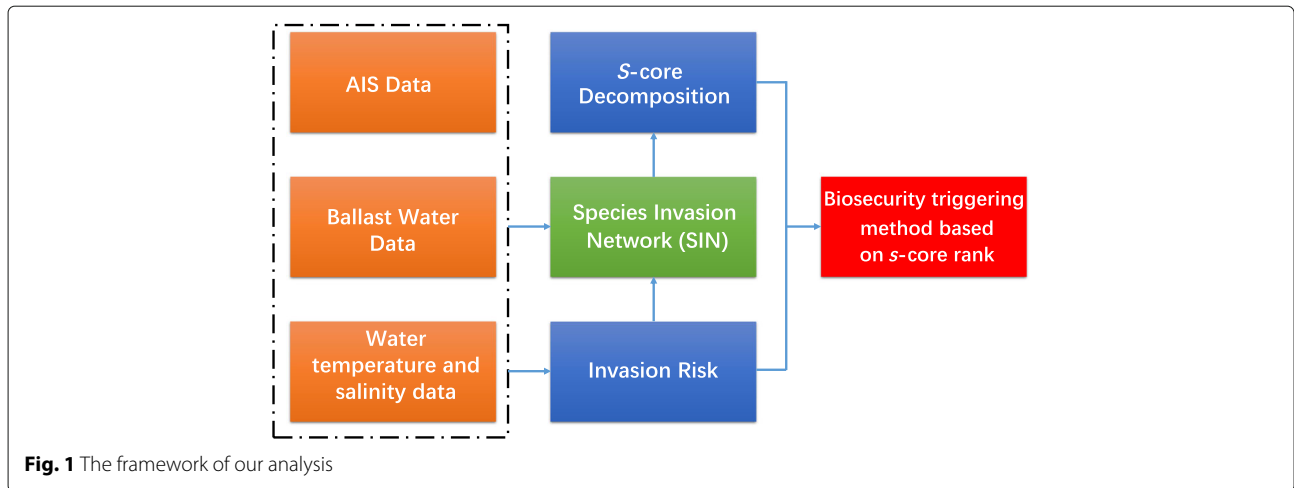 AIS Data
S-core
Decomposition
Ballast Water
Data
Species Invasion
Network (SIN)
Biosecurity triggering
method based
on s-core rank
Water
temperature and
salinity data
Invasion Risk
Fig. 1 The framework of our analysis